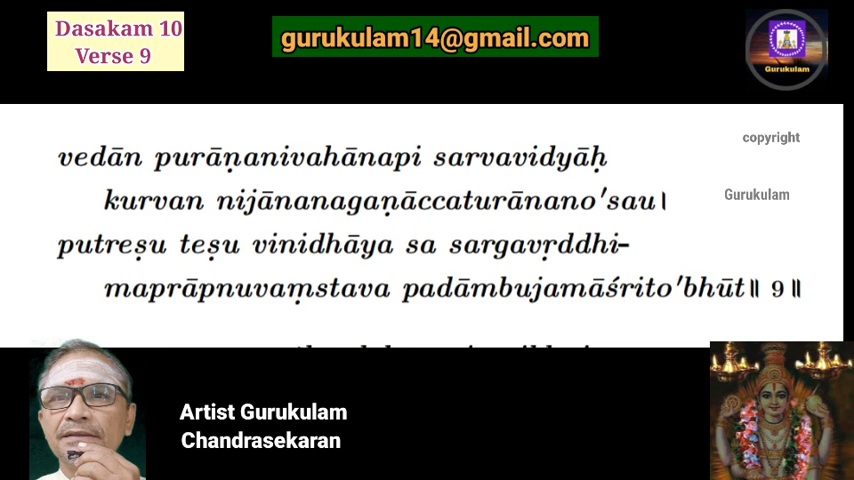 Dasakam 10
Verse 9
gurukulam14@gmail.com
Gurukulam
vedān purāṇanivahānapi sarvavidyāḥ
kurvan nijānanagaṇāccaturānano'sau।
putreṣu teṣu vinidhāya sa sargavṛddhi-
maprāpnuvaṃstava padāmbujamāśrito'bhūt॥ 9॥
copyright
Gurukulam
Artist Gurukulam
Chandrasekaran